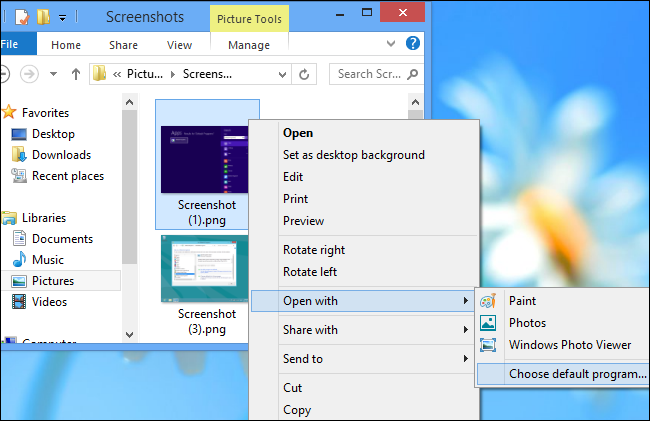 Screenshots
Picture Tools
File
Home
Share
View
Manage
Pictu...
Screens...
Search Scr...
Favorites
Desktop
Downloads
Recent places
Libraries
Documents
Music
Pictures
Videos
Computer
Screenshot
(1).png
Screenshot
(3).png
Open
Set as desktop background
Edit
Print
Preview
Rotate right
Rotate left
Open with
Share with
Send to
Cut
Copy
Paint
Photos
Windows Photo Viewer
Choose default program...